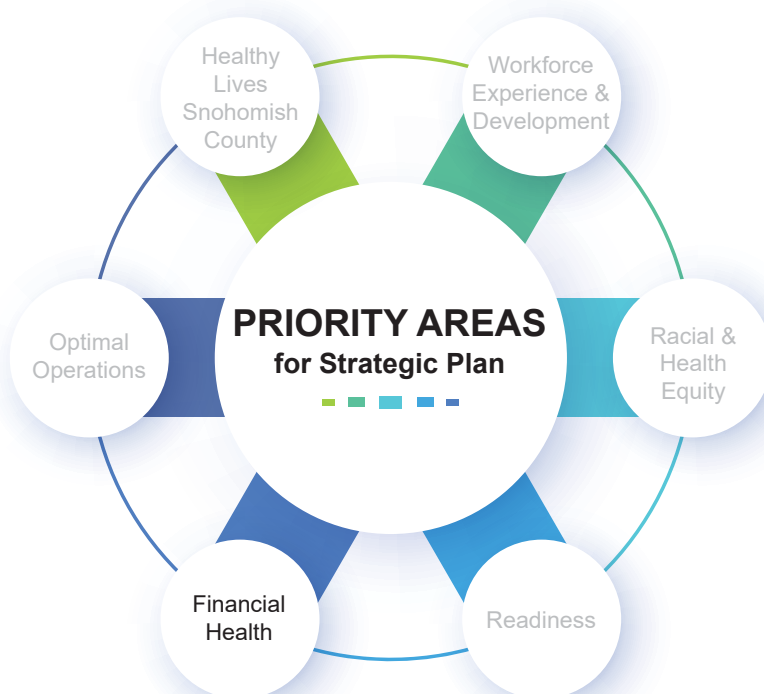 Healthy
Lives
Snohomish
County
Workforce
Experience &
Development
PRIORITY AREAS
for Strategic Plan
Optimal
Operations
Racial &
Health
Equity
Financial
Health
Readiness